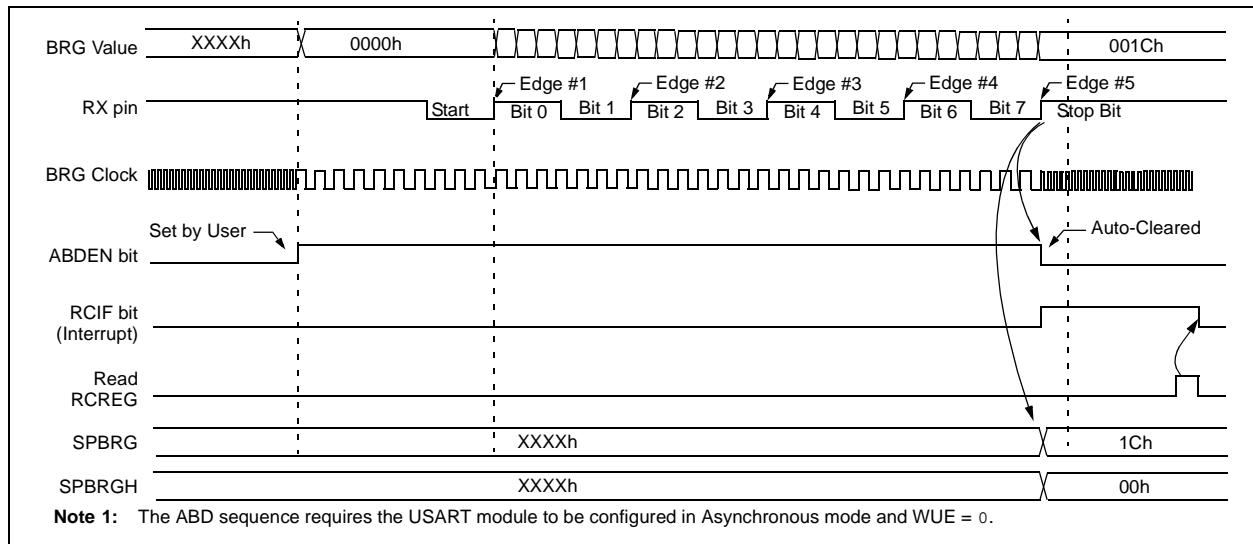 BRG Value XXXXh 0000h 001Ch
Edge #1 Edge #2 Edge #3 Edge #4 Edge #5
RX pin Start Bit 0 Bit 1 Bit 2 Bit 3 Bit 4 Bit 5 Bit 6 Bit 7 Stop Bit
BRG Clock
Set by User Auto-Cleared
ABDEN bit
RCIF bit
(Interrupt)
Read
RCREG
SPBRG XXXXh 1Ch
SPBRGH XXXXh 00h
Note 1: The ABD sequence requires the USART module to be configured in Asynchronous mode and WUE = 0.